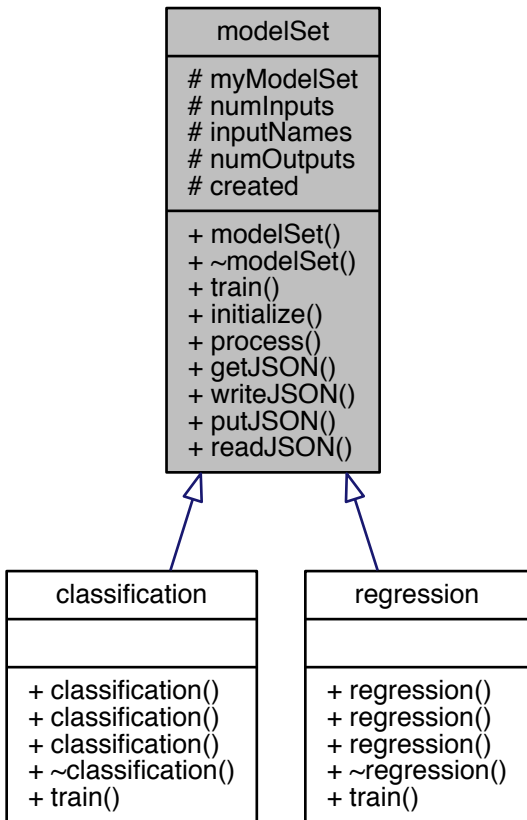 modelSet
# myModelSet
# numInputs
# inputNames
# numOutputs
# created
+ modelSet()
+ ~modelSet()
+ train()
+ initialize()
+ process()
+ getJSON()
+ writeJSON()
+ putJSON()
+ readJSON()
classification
+ classification()
+ classification()
+ classification()
+ ~classification()
+ train()
regression
+ regression()
+ regression()
+ regression()
+ ~regression()
+ train()